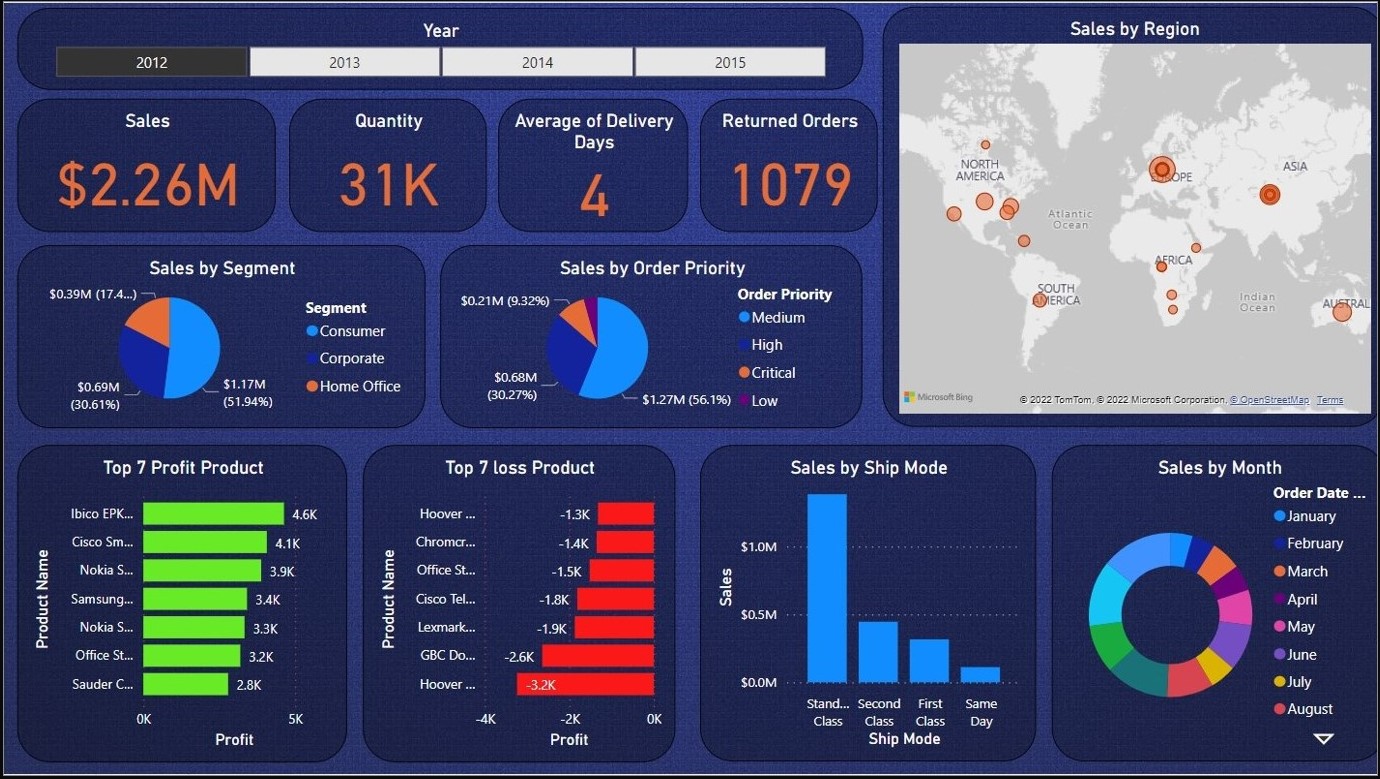 Year
2012
2013
2014
2015
Sales by Region
NORTH
AMERICA
EUROPE
ASIA
Atlantic
Ocean
AFRICA
SOUTH
AMERICA
Indian
Ocean
AUSTRAL
Microsoft Bing
© 2022 TomTom, © 2022 Microsoft Corporation, © OpenStreetMap Terms
Sales
$2.26M
Quantity
31K
Average of Delivery
Days
4
Returned Orders
1079
Sales by Segment
$0.39M (17.4...)
$0.69M
(30.61%)
$1.17M
(51.94%)
Segment
Consumer
Corporate
Home Office
Sales by Order Priority
$0.21M (9.32%)
$0.68M
(30.27%)
$1.27M (56.1%)
Order Priority
Medium
High
Critical
Low
Top 7 Profit Product
Product Name
Ibico EPK... 4.6K
Cisco Sm... 4.1K
Nokia S... 3.9K
Samsung... 3.4K
Nokia S... 3.3K
Office St... 3.2K
Sauder C... 2.8K
0K 5K
Profit
Top 7 loss Product
Product Name
Hoover ... -1.3K
Chromcr... -1.4K
Office St... -1.5K
Cisco Tel... -1.8K
Lexmark... -1.9K
GBC Do... -2.6K
Hoover ... -3.2K
-4K -2K 0K
Profit
Sales by Ship Mode
Sales
$1.0M
$0.5M
$0.0M
Stand...
Class
Second
Class
First
Class
Same
Day
Ship Mode
Sales by Month
Order Date ...
January
February
March
April
May
June
July
August